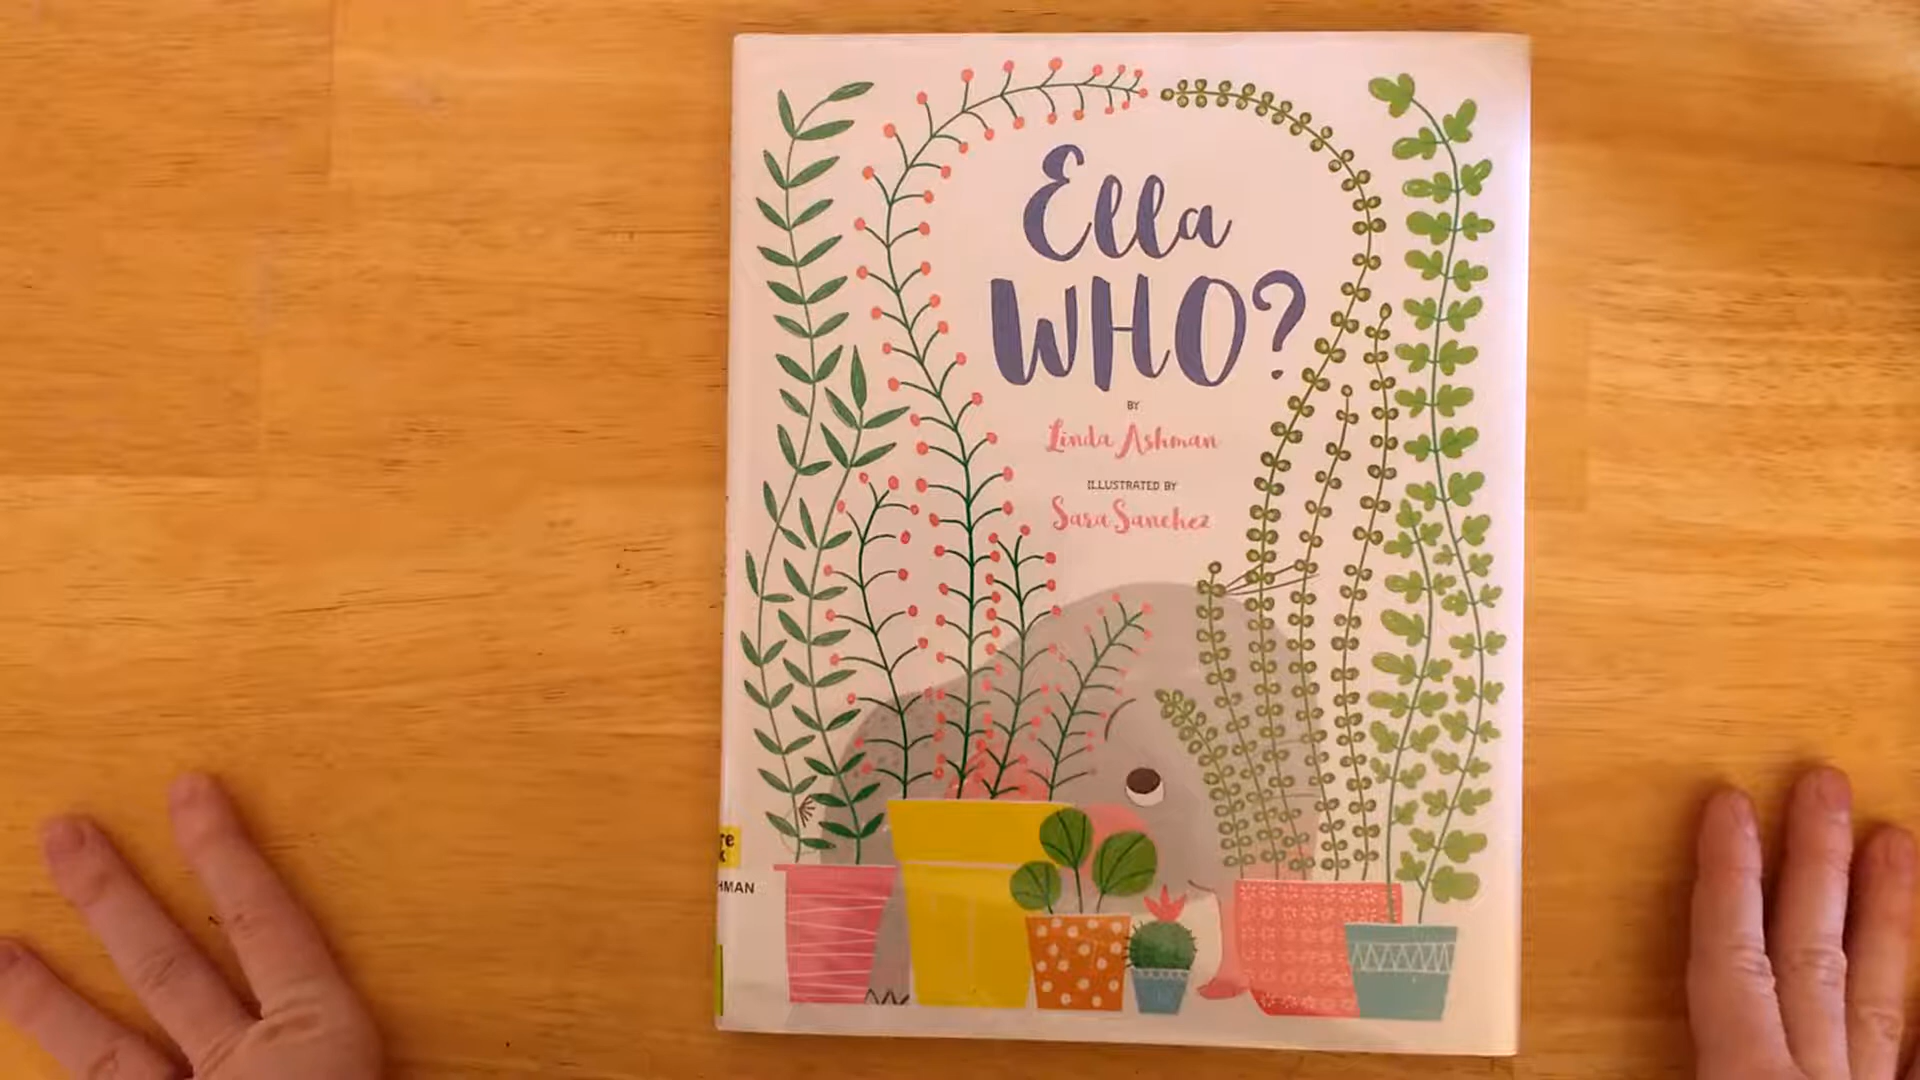 Ella
WHO?
BY
Linda Ashman
ILLUSTRATED BY
Sara Sanchez
HMAN